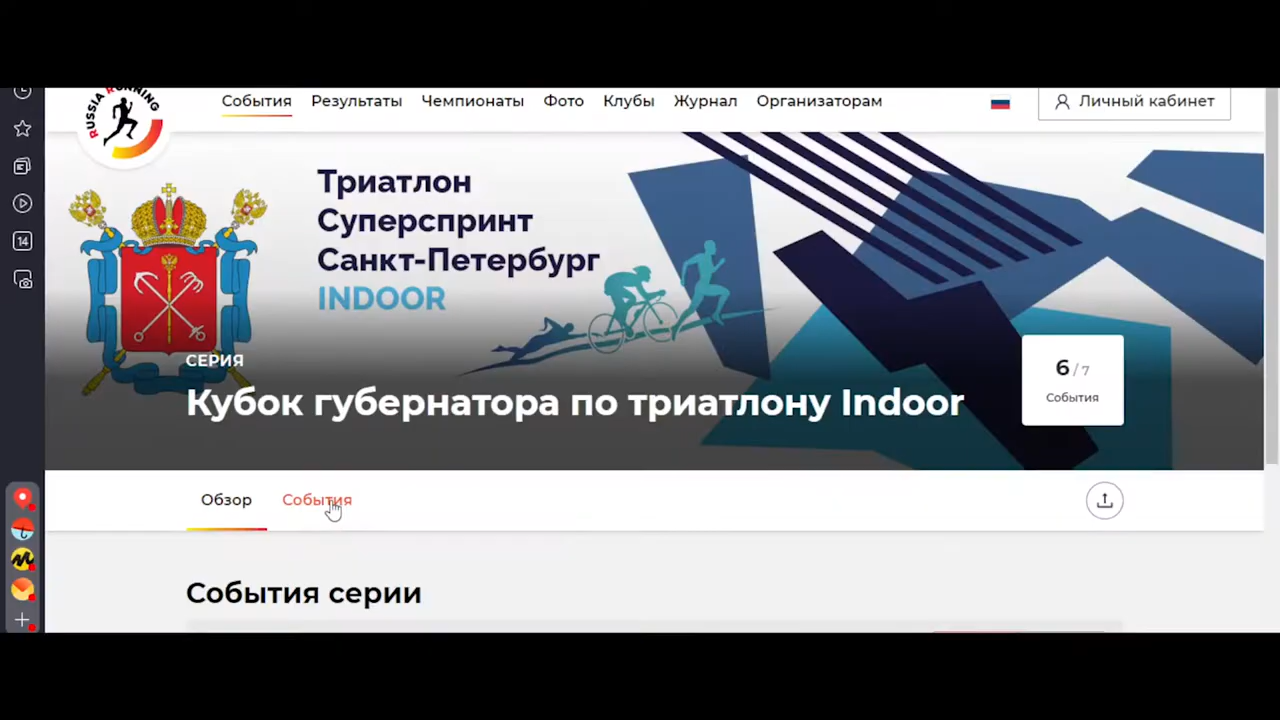 RUSSIA RUNNING
События Результаты Чемпионаты Фото Клубы Журнал Организаторам
Личный кабинет
Триатлон
Суперспринт
Санкт-Петербург
INDOOR
СЕРИЯ
Кубок губернатора по триатлону Indoor
6 / 7
События
Обзор События
События серии
14